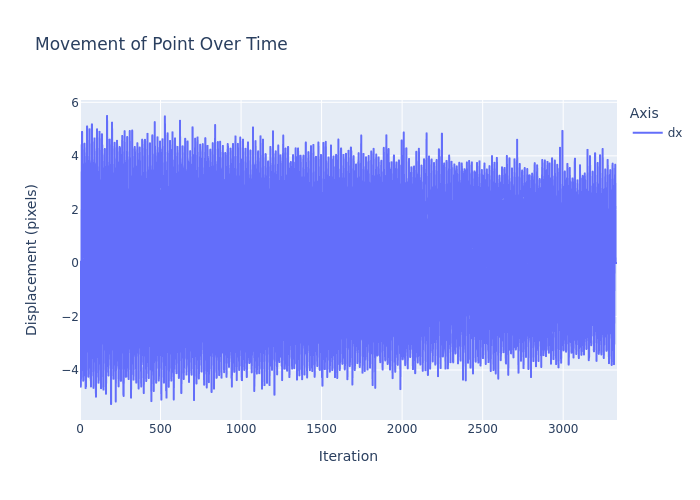 Movement of Point Over Time
Axis
dx
Displacement (pixels)
6
4
2
0
−2
−4
0
500
1000
1500
2000
2500
3000
Iteration